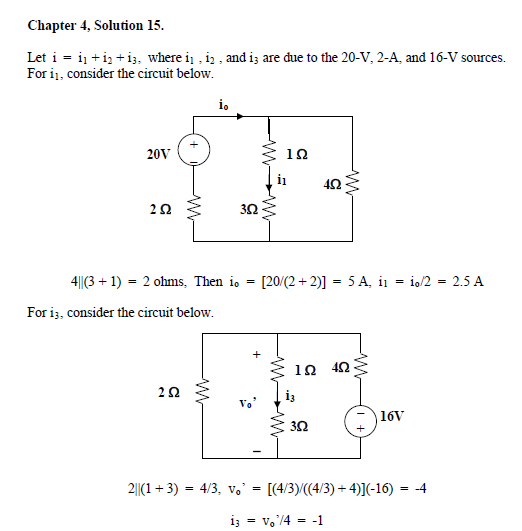 Chapter 4, Solution 15.
Let i = i₁ + i₂ + i₃, where i₁ , i₂ , and i₃ are due to the 20-V, 2-A, and 16-V sources.
For i₁, consider the circuit below.
iₒ
20V
+
−
1Ω
i₁
4Ω
2Ω
3Ω
4||(3 + 1) = 2 ohms, Then iₒ = [20/(2 + 2)] = 5 A, i₁ = iₒ/2 = 2.5 A
For i₃, consider the circuit below.
+
1Ω
4Ω
2Ω
vₒ’
i₃
−
+
16V
3Ω
−
2||(1 + 3) = 4/3, vₒ’ = [(4/3)/((4/3) + 4)](-16) = -4
i₃ = vₒ’/4 = -1